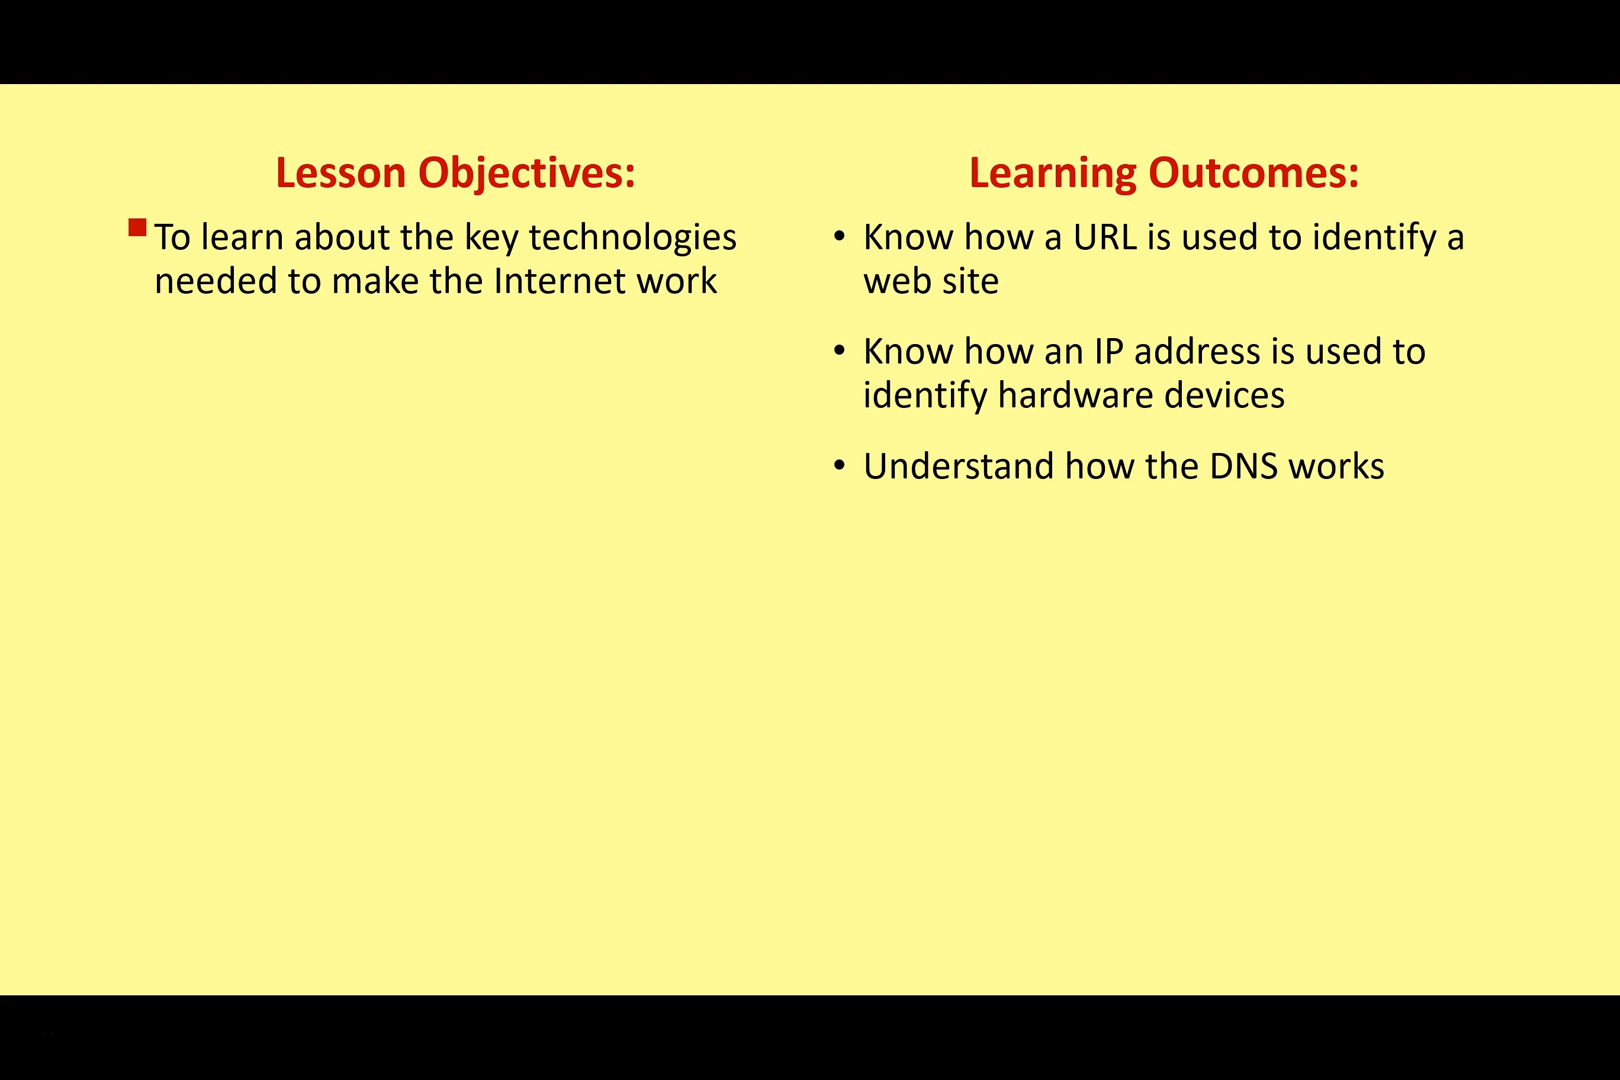 Lesson Objectives:
To learn about the key technologies
needed to make the Internet work
Learning Outcomes:
• Know how a URL is used to identify a
web site
• Know how an IP address is used to
identify hardware devices
• Understand how the DNS works